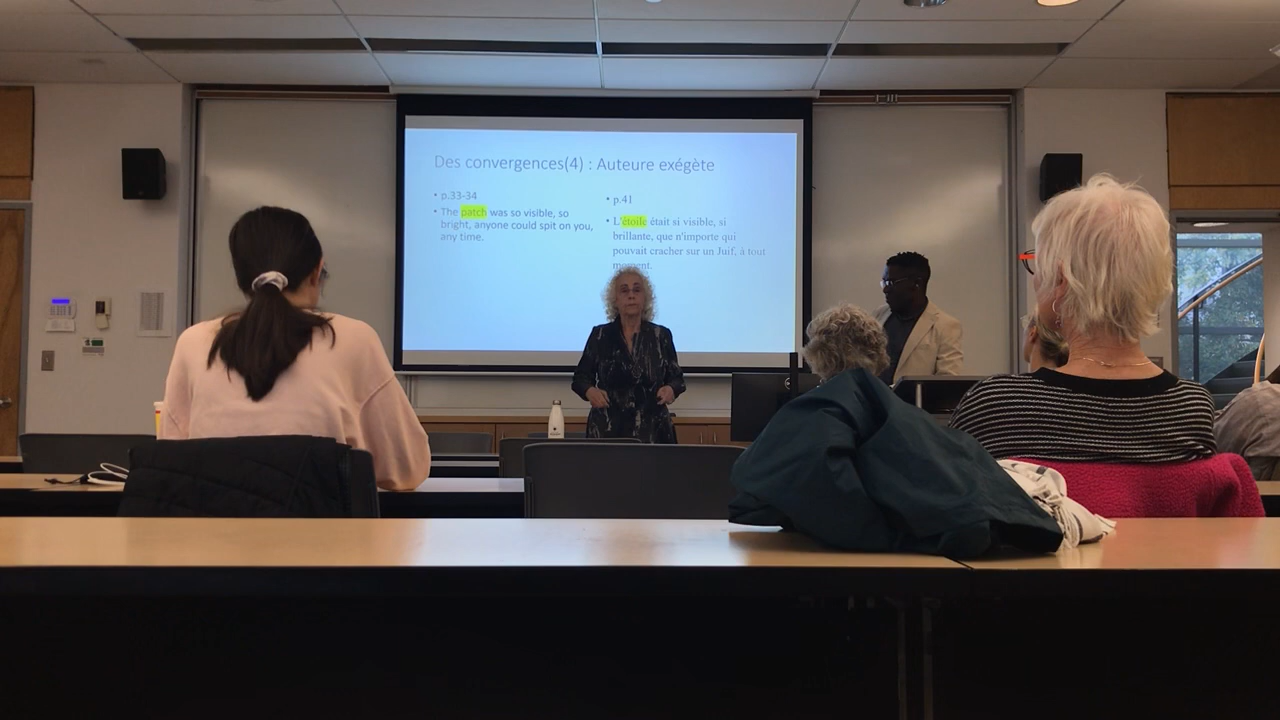 Des convergences(4) : Auteure exégète
• p.33-34
• The patch was so visible, so
bright, anyone could spit on you,
any time.
• p.41
• L'étoile était si visible, si
brillante, que n'importe qui
pouvait cracher sur un Juif, à tout
moment.